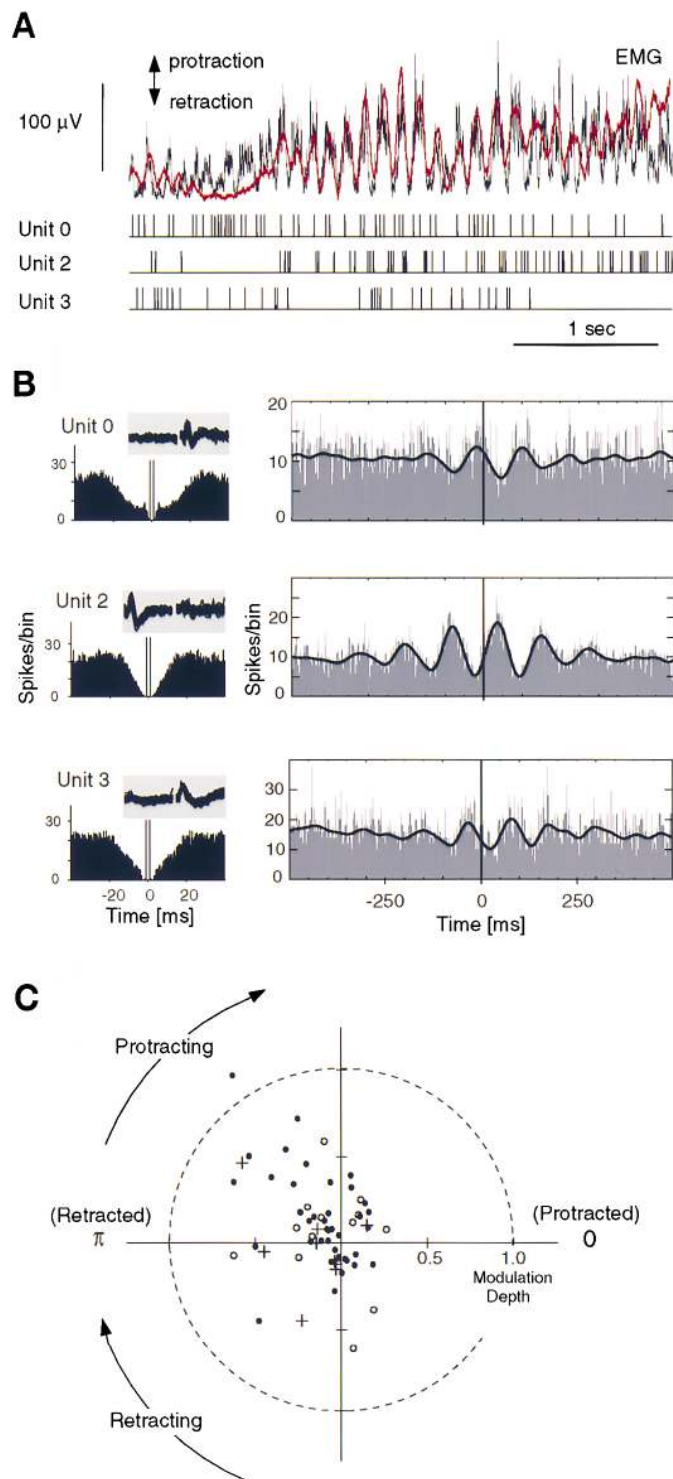 A
protraction
retraction
EMG
100 µV
Unit 0
Unit 2
Unit 3
1 sec
B
Unit 0
30
0
-20 0 20
20
10
0
Unit 2
Spikes/bin
30
0
Spikes/bin
20
10
0
Unit 3
30
0
30
20
10
0
-20 0 20
Time [ms]
-250 0 250
Time [ms]
C
Protracting
(Retracted)
π
(Protracted)
0
0.5 1.0
Modulation
Depth
Retracting